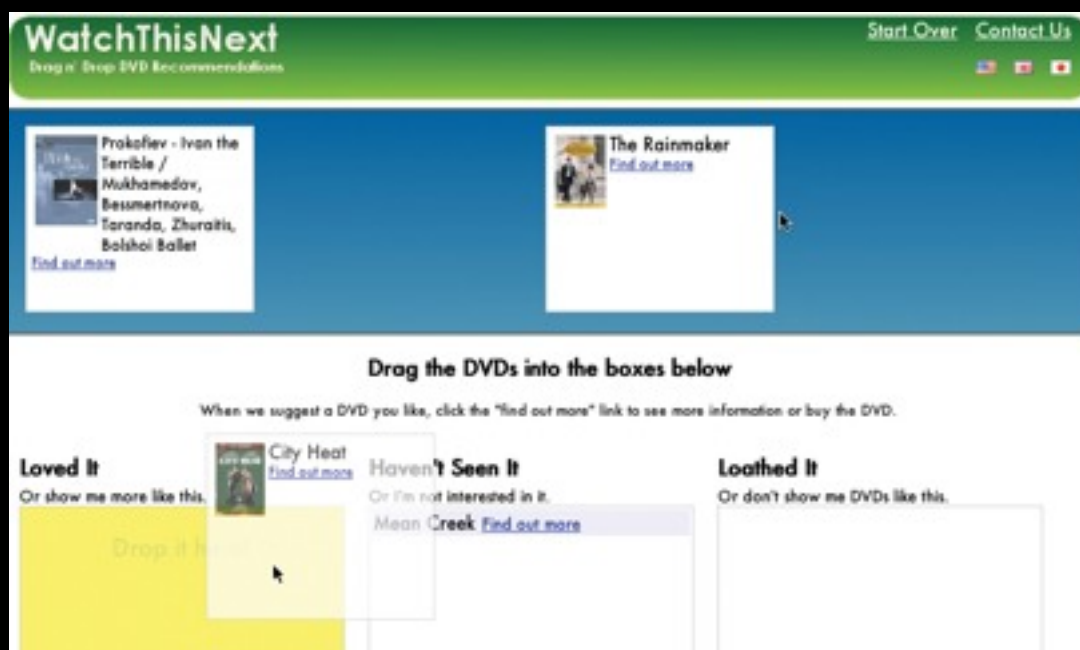 WatchThisNext
Drag n' Drop DVD Recommendations
Start Over Contact Us
Prokofiev - Ivan the
Terrible /
Mukhamedov,
Bessmertnova,
Taranda, Zhuraitis,
Bolshoi Ballet
Find out more
The Rainmaker
Find out more
Drag the DVDs into the boxes below
When we suggest a DVD you like, click the "find out more" link to see more information or buy the DVD.
City Heat
Find out more
Loved It
Or show me more like this.
Drop it here!
Haven't Seen It
Or I'm not interested in it.
Mean Creek Find out more
Loathed It
Or don't show me DVDs like this.